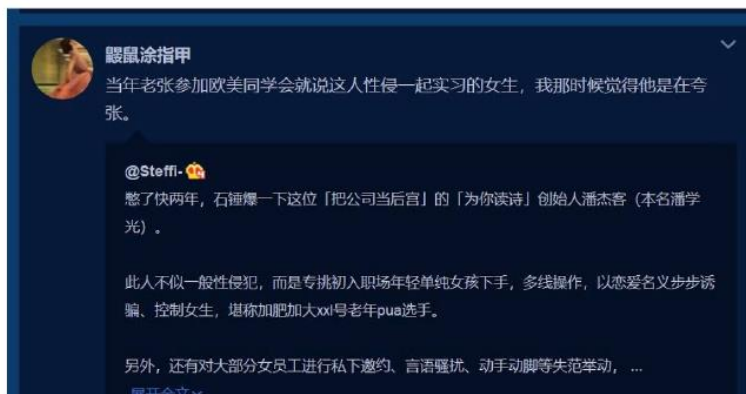 鼹鼠涂指甲
当年老张参加欧美同学会就说这人性侵一起实习的女生，我那时候觉得他是在夸
张。
@Steffi-
憋了快两年，石锤爆一下这位「把公司当后宫」的「为你读诗」创始人潘杰客（本名潘学
光）。
此人不似一般性侵犯，而是专挑初入职场年轻单纯女孩下手，多线操作，以恋爱名义步步诱
骗、控制女生，堪称加肥加大xxl号老年pua选手。
另外，还有对大部分女员工进行私下邀约、言语骚扰、动手动脚等失范举动， ...
展开全文